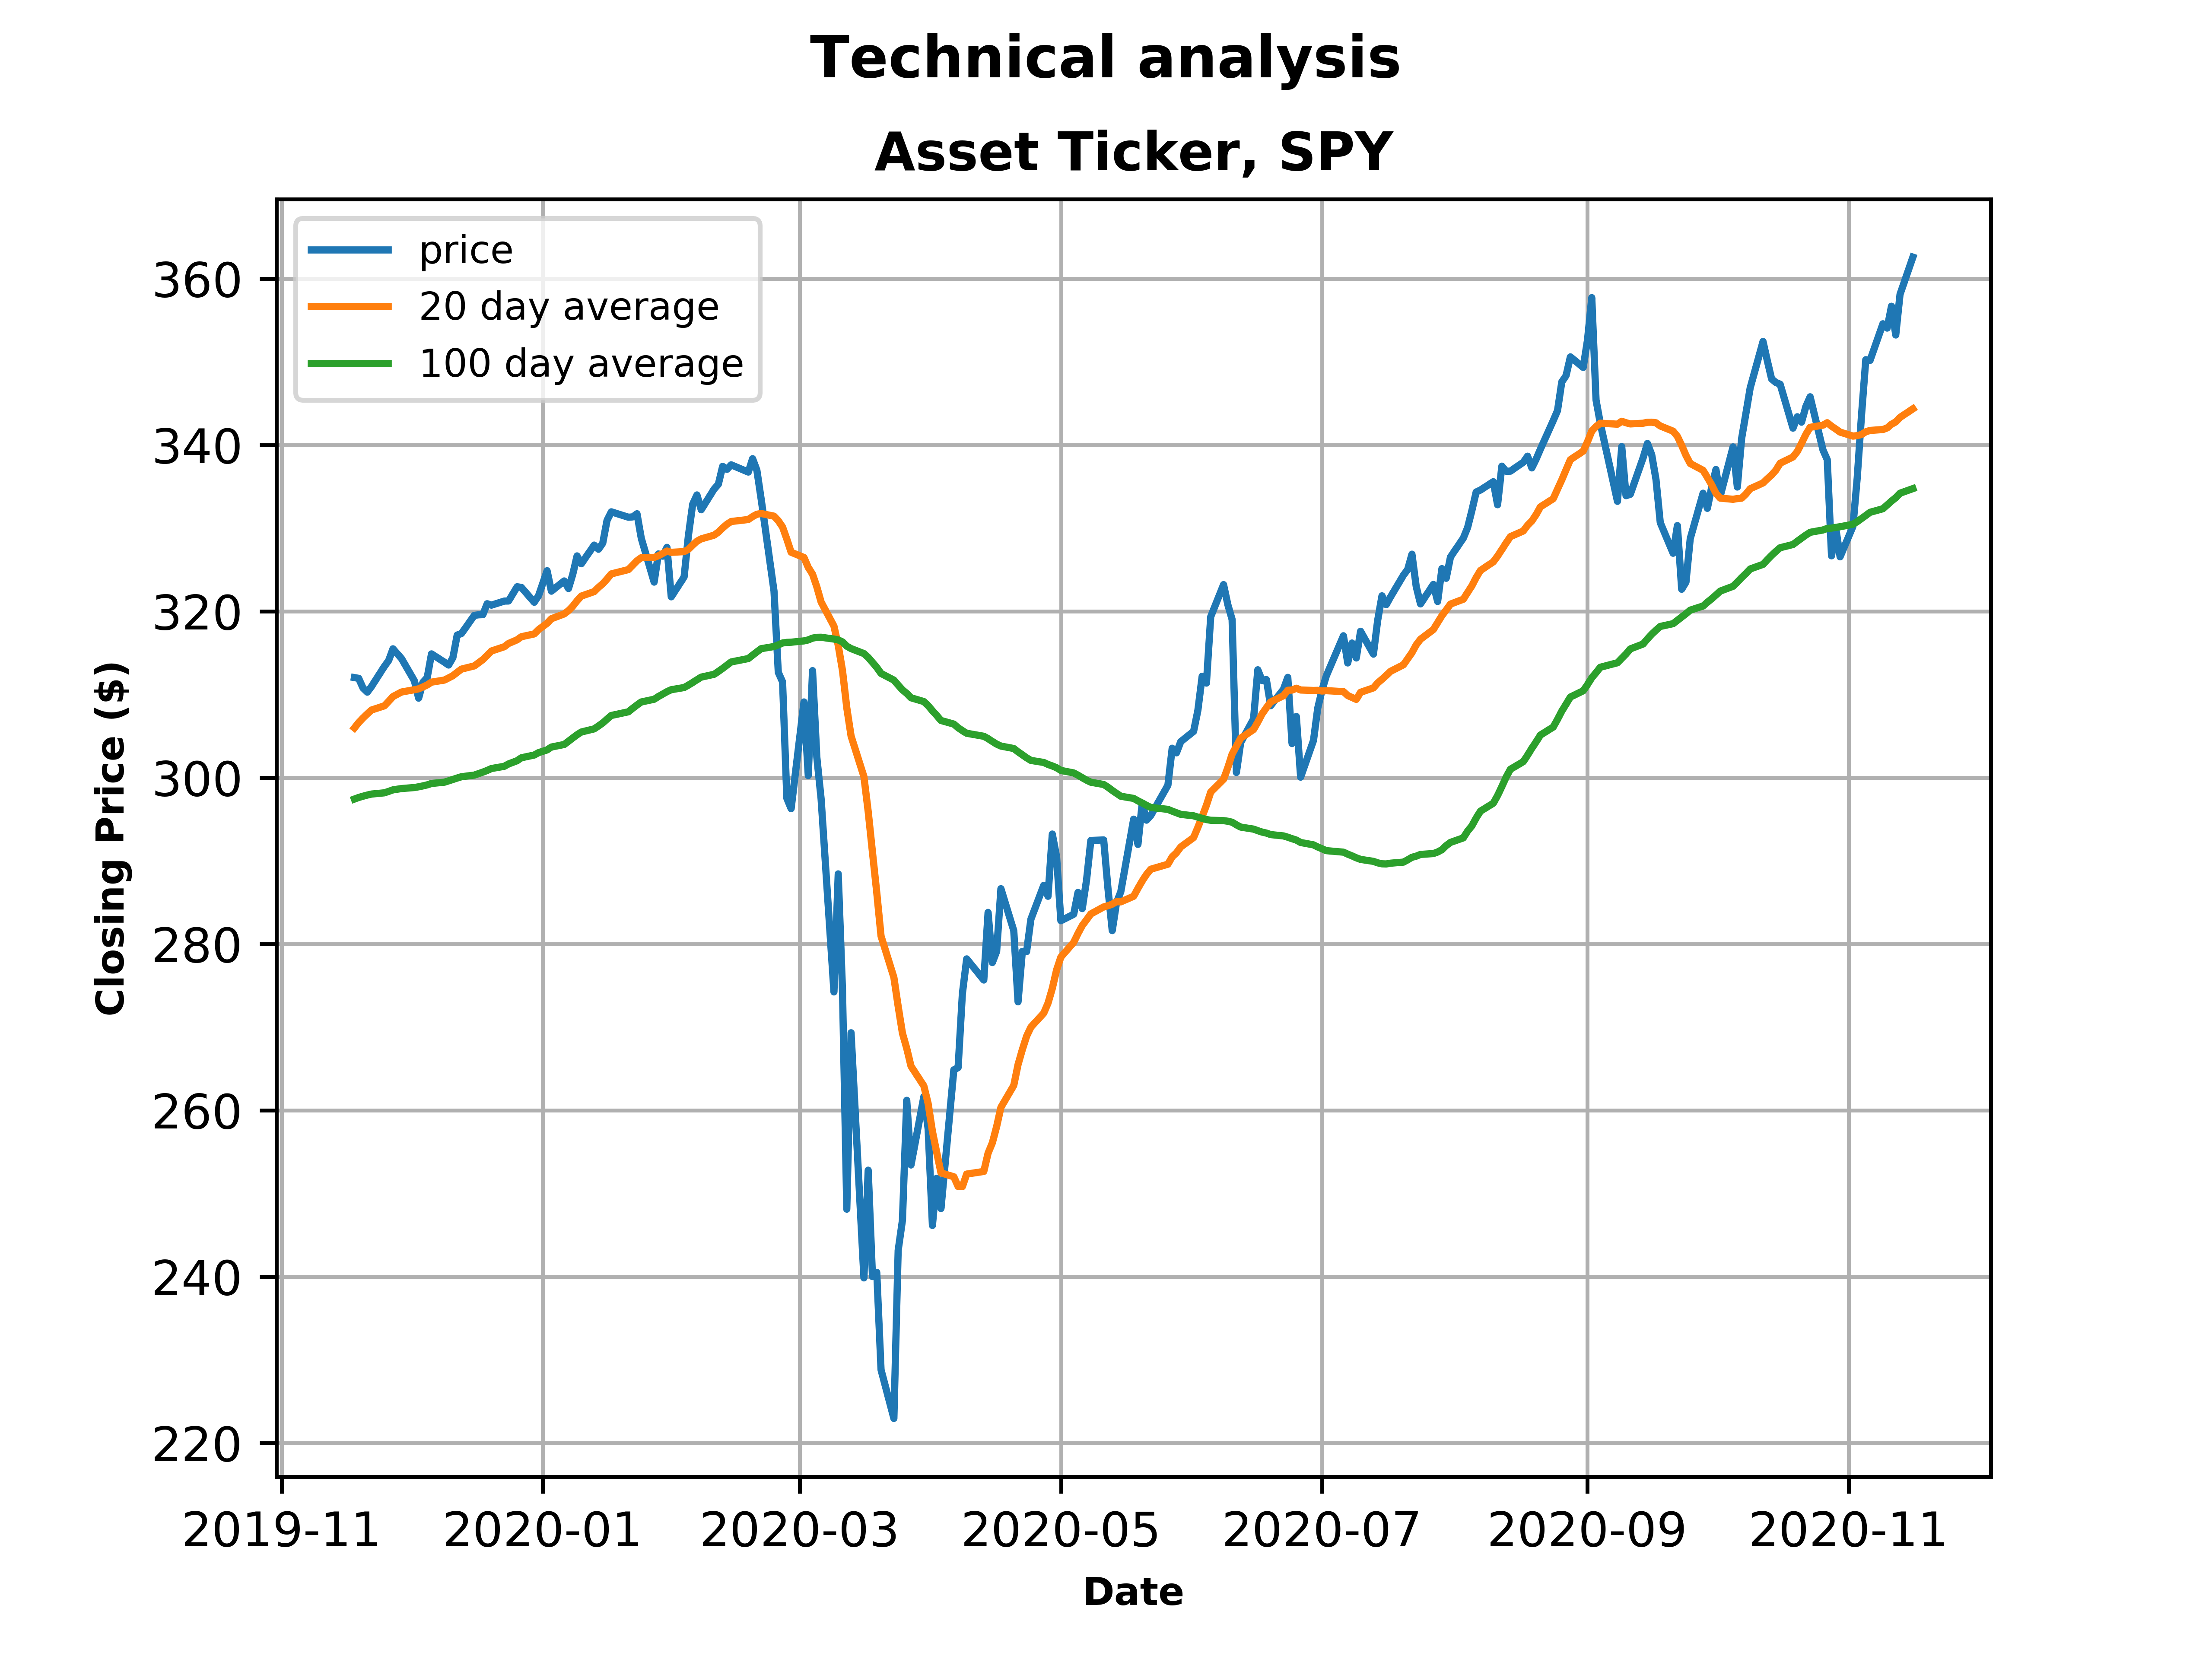 Technical analysis
Asset Ticker, SPY
price
20 day average
100 day average
360
340
320
300
280
260
240
220
Closing Price ($)
2019-11 2020-01 2020-03 2020-05 2020-07 2020-09 2020-11
Date